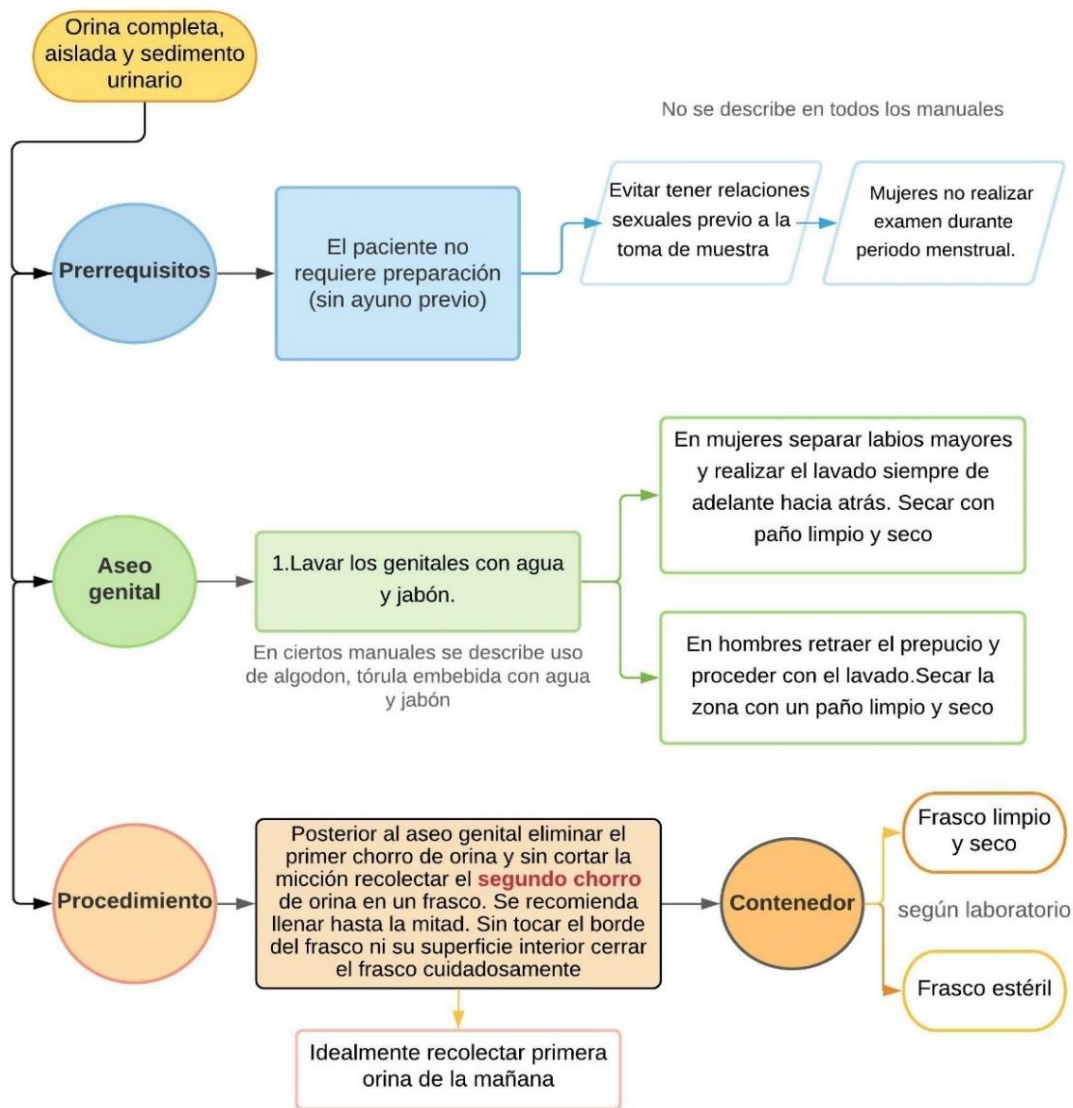 Orina completa,
aislada y sedimento
urinario
No se describe en todos los manuales
Prerrequisitos
El paciente no
requiere preparación
(sin ayuno previo)
Evitar tener relaciones
sexuales previo a la
toma de muestra
Mujeres no realizar
examen durante
periodo menstrual.
Aseo
genital
1.Lavar los genitales con agua
y jabón.
En ciertos manuales se describe uso
de algodon, tórula embebida con agua
y jabón
En mujeres separar labios mayores
y realizar el lavado siempre de
adelante hacia atrás. Secar con
paño limpio y seco
En hombres retraer el prepucio y
proceder con el lavado.Secar la
zona con un paño limpio y seco
Procedimiento
Posterior al aseo genital eliminar el
primer chorro de orina y sin cortar la
micción recolectar el segundo chorro
de orina en un frasco. Se recomienda
llenar hasta la mitad. Sin tocar el borde
del frasco ni su superficie interior cerrar
el frasco cuidadosamente
Idealmente recolectar primera
orina de la mañana
Contenedor
Frasco limpio
y seco
según laboratorio
Frasco estéril